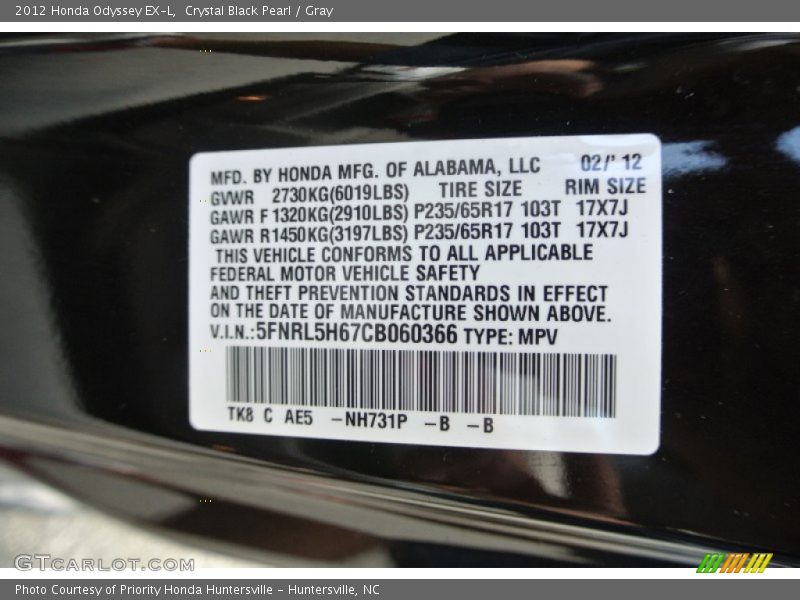 2012 Honda Odyssey EX-L, Crystal Black Pearl / Gray
MFD. BY HONDA MFG. OF ALABAMA, LLC 02/' 12
GVWR 2730KG(6019LBS) TIRE SIZE RIM SIZE
GAWR F 1320KG(2910LBS) P235/65R17 103T 17X7J
GAWR R1450KG(3197LBS) P235/65R17 103T 17X7J
THIS VEHICLE CONFORMS TO ALL APPLICABLE
FEDERAL MOTOR VEHICLE SAFETY
AND THEFT PREVENTION STANDARDS IN EFFECT
ON THE DATE OF MANUFACTURE SHOWN ABOVE.
V.I.N.:5FNRL5H67CB060366 TYPE: MPV
TK8 C AE5 -NH731P -B -B
GTCARLOT.COM
Photo Courtesy of Priority Honda Huntersville - Huntersville, NC